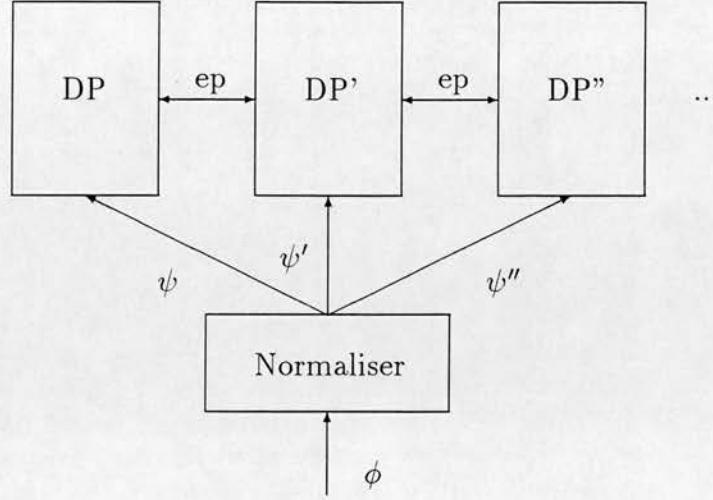 DP ep DP' ep DP" ..
ψ ψ' ψ''
Normaliser
ϕ